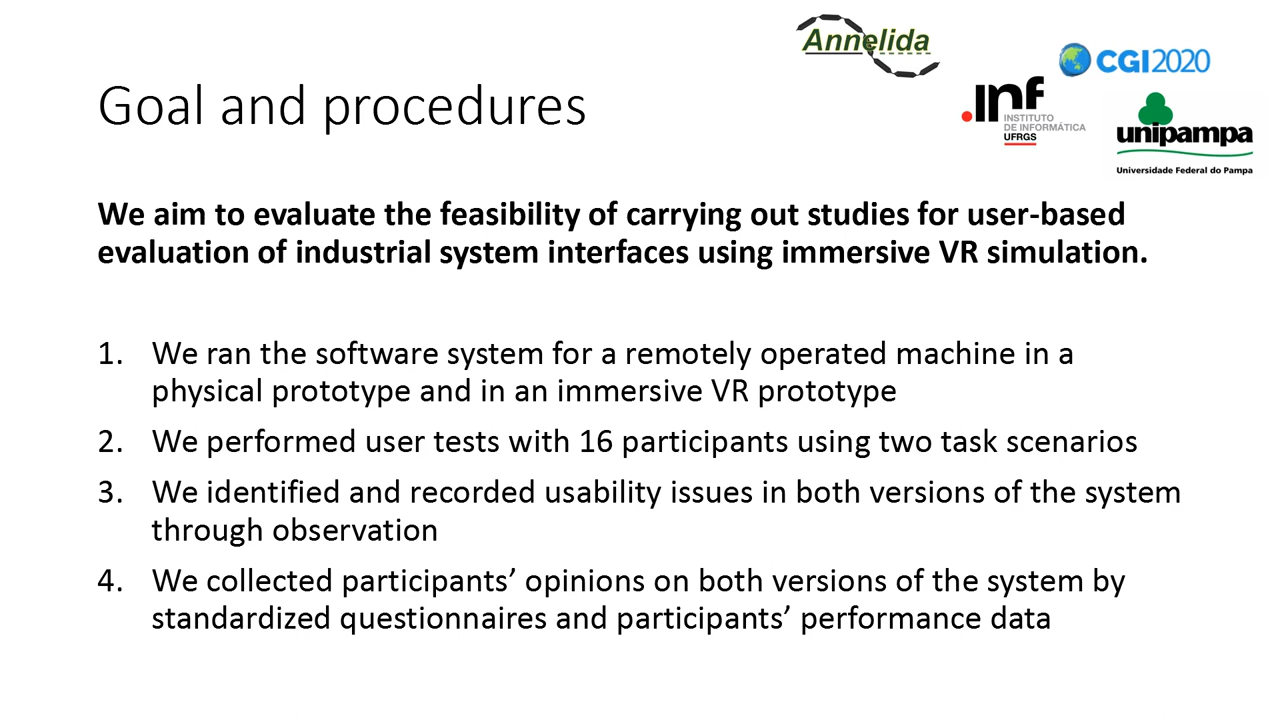 Annelida
CGI2020
.inf
INSTITUTO
DE INFORMÁTICA
UFRGS
unipampa
Universidade Federal do Pampa
Goal and procedures
We aim to evaluate the feasibility of carrying out studies for user-based
evaluation of industrial system interfaces using immersive VR simulation.
1. We ran the software system for a remotely operated machine in a
physical prototype and in an immersive VR prototype
2. We performed user tests with 16 participants using two task scenarios
3. We identified and recorded usability issues in both versions of the system
through observation
4. We collected participants’ opinions on both versions of the system by
standardized questionnaires and participants’ performance data